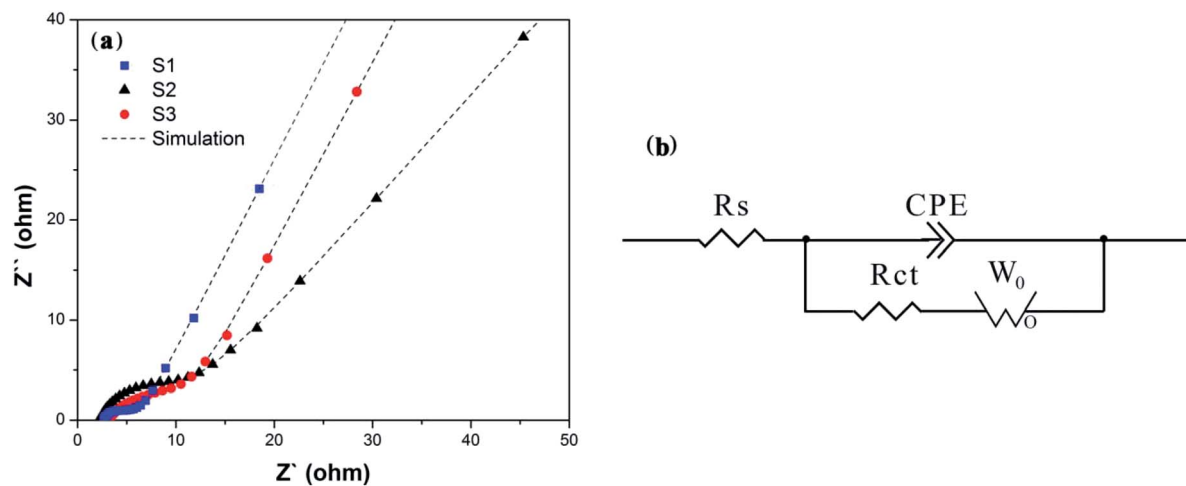 (a)
S1
S2
S3
Simulation
40
30
20
10
0
Z`` (ohm)
0 10 20 30 40 50
Z` (ohm)
(b)
Rs
CPE
Rct
W₀
O